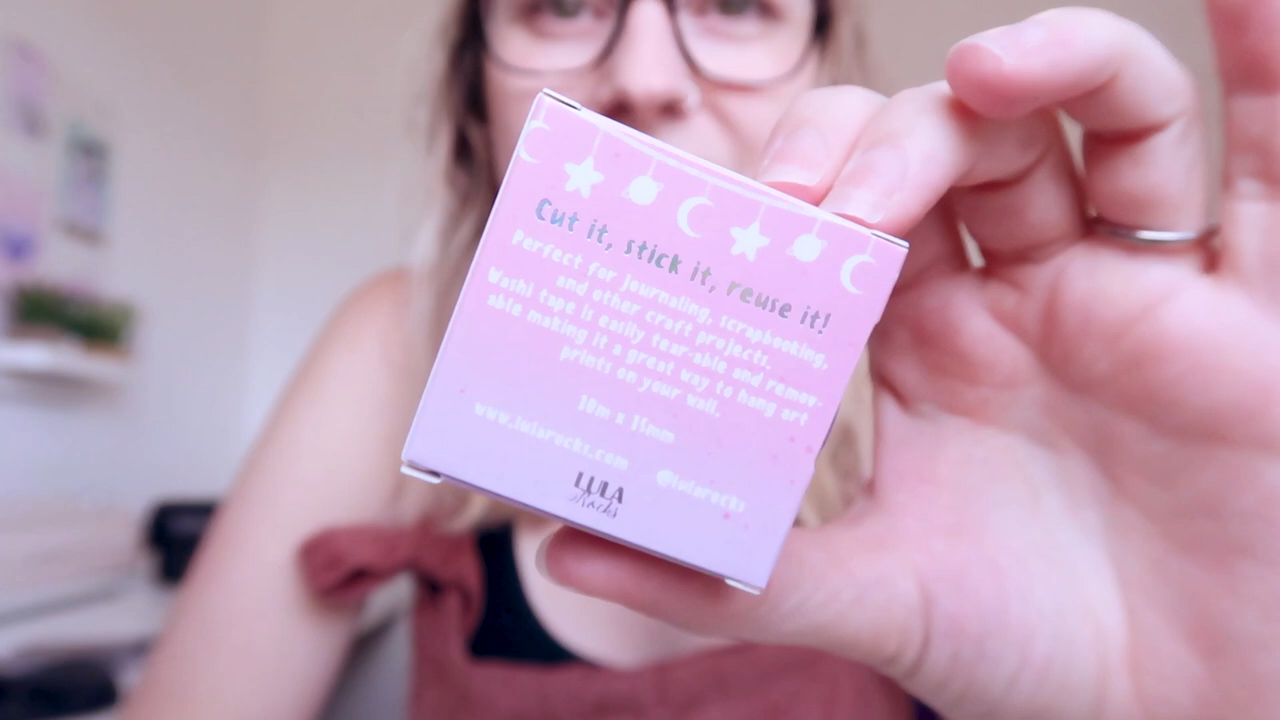 Cut it, stick it, reuse it!
Perfect for journaling, scrapbooking,
and other craft projects.
Washi tape is easily tear-able and remov-
able making it a great way to hang art
prints on your wall.
10m x 15mm
www.lularocks.com @lularocks
LULA
Rocks